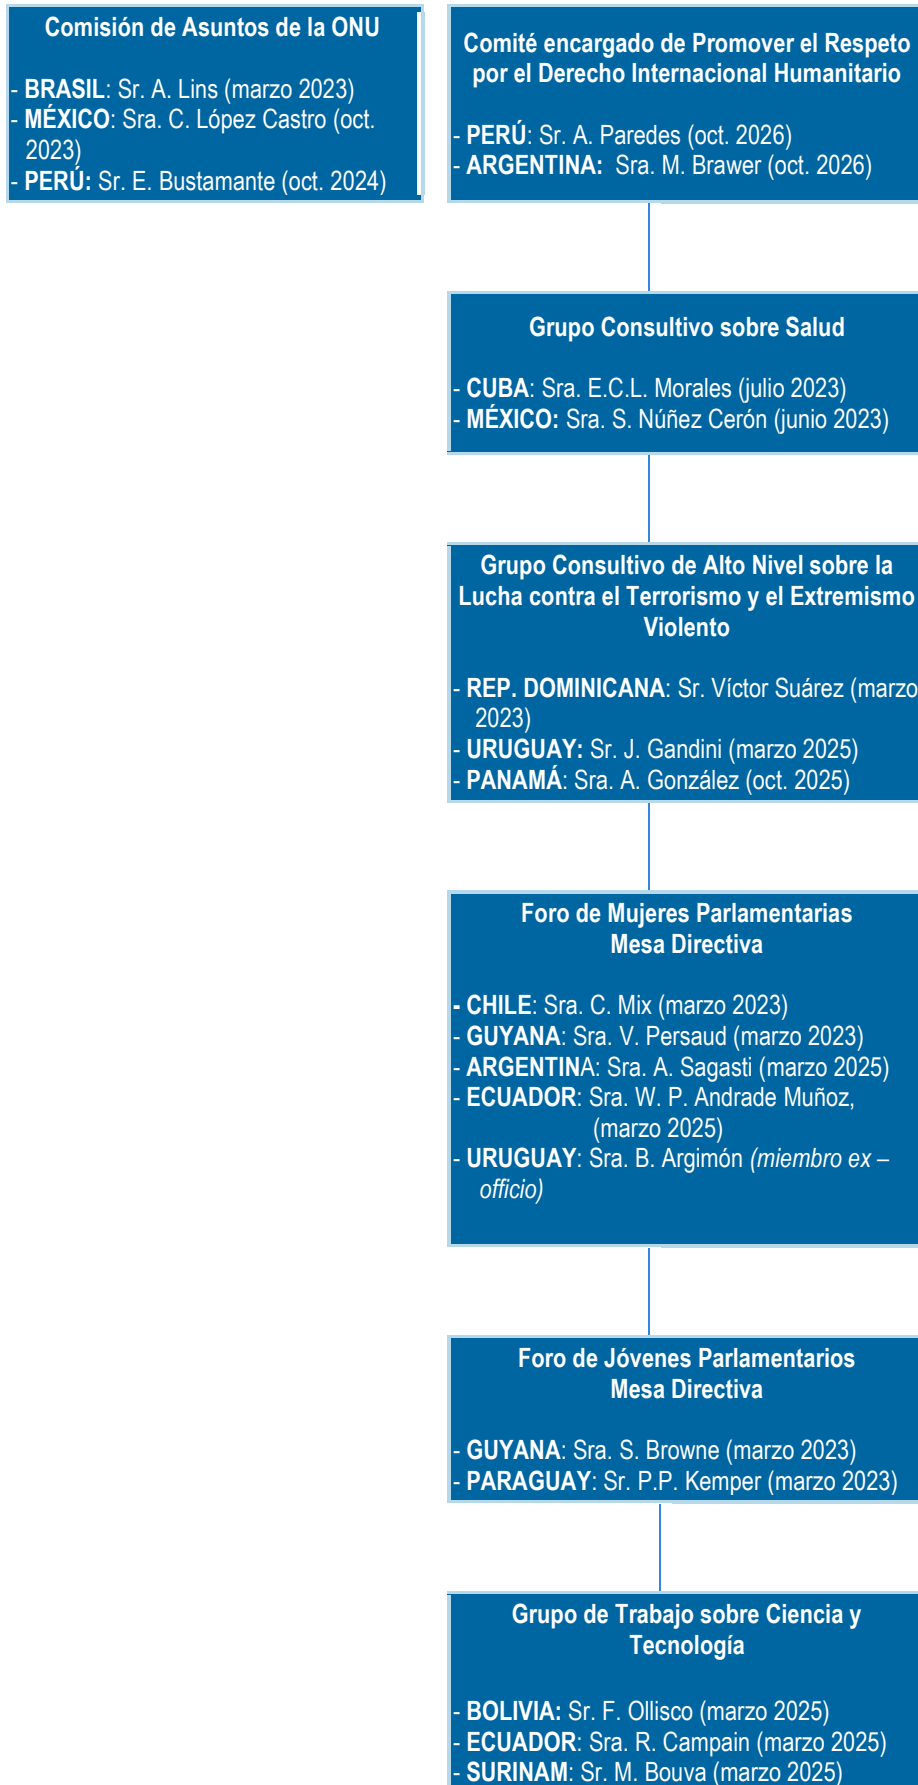 Comisión de Asuntos de la ONU
- BRASIL: Sr. A. Lins (marzo 2023)
- MÉXICO: Sra. C. López Castro (oct.
2023)
- PERÚ: Sr. E. Bustamante (oct. 2024)
Comité encargado de Promover el Respeto
por el Derecho Internacional Humanitario
- PERÚ: Sr. A. Paredes (oct. 2026)
- ARGENTINA: Sra. M. Brawer (oct. 2026)
Grupo Consultivo sobre Salud
- CUBA: Sra. E.C.L. Morales (julio 2023)
- MÉXICO: Sra. S. Núñez Cerón (junio 2023)
Grupo Consultivo de Alto Nivel sobre la
Lucha contra el Terrorismo y el Extremismo
Violento
- REP. DOMINICANA: Sr. Víctor Suárez (marzo
2023)
- URUGUAY: Sr. J. Gandini (marzo 2025)
- PANAMÁ: Sra. A. González (oct. 2025)
Foro de Mujeres Parlamentarias
Mesa Directiva
- CHILE: Sra. C. Mix (marzo 2023)
- GUYANA: Sra. V. Persaud (marzo 2023)
- ARGENTINA: Sra. A. Sagasti (marzo 2025)
- ECUADOR: Sra. W. P. Andrade Muñoz,
(marzo 2025)
- URUGUAY: Sra. B. Argimón (miembro ex –
officio)
Foro de Jóvenes Parlamentarios
Mesa Directiva
- GUYANA: Sra. S. Browne (marzo 2023)
- PARAGUAY: Sr. P.P. Kemper (marzo 2023)
Grupo de Trabajo sobre Ciencia y
Tecnología
- BOLIVIA: Sr. F. Ollisco (marzo 2025)
- ECUADOR: Sra. R. Campain (marzo 2025)
- SURINAM: Sr. M. Bouva (marzo 2025)